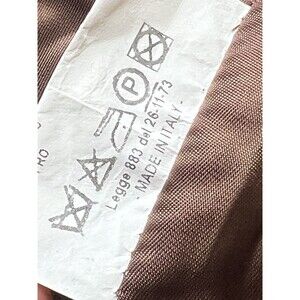 P
Legge 883 del 26-11-73
- MADE IN ITALY -